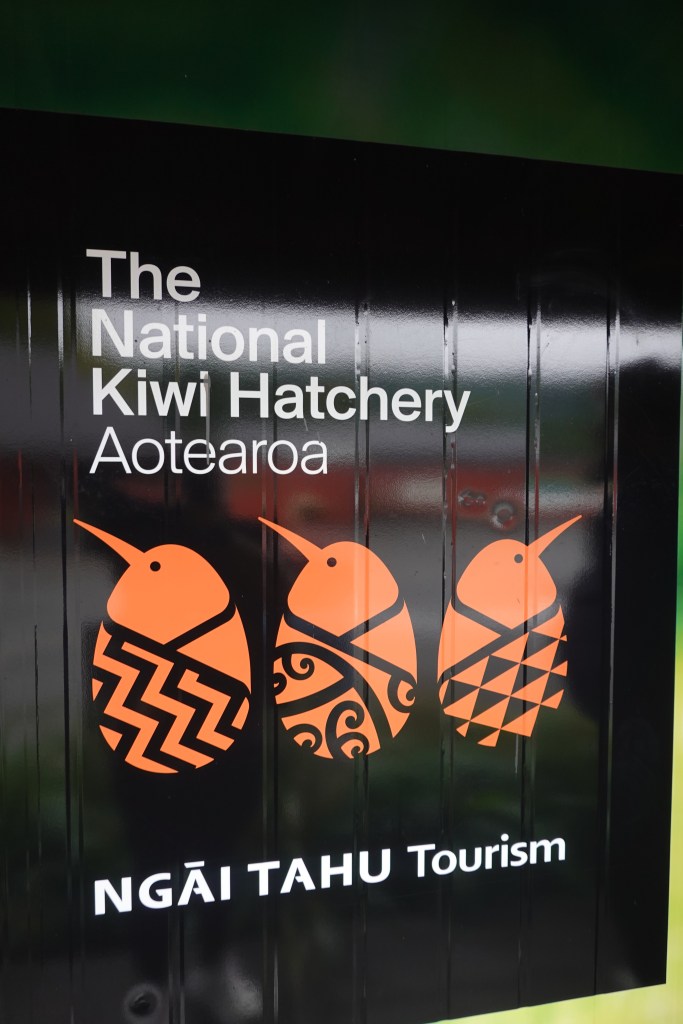 The
National
Kiwi Hatchery
Aotearoa
NGĀI TAHU Tourism